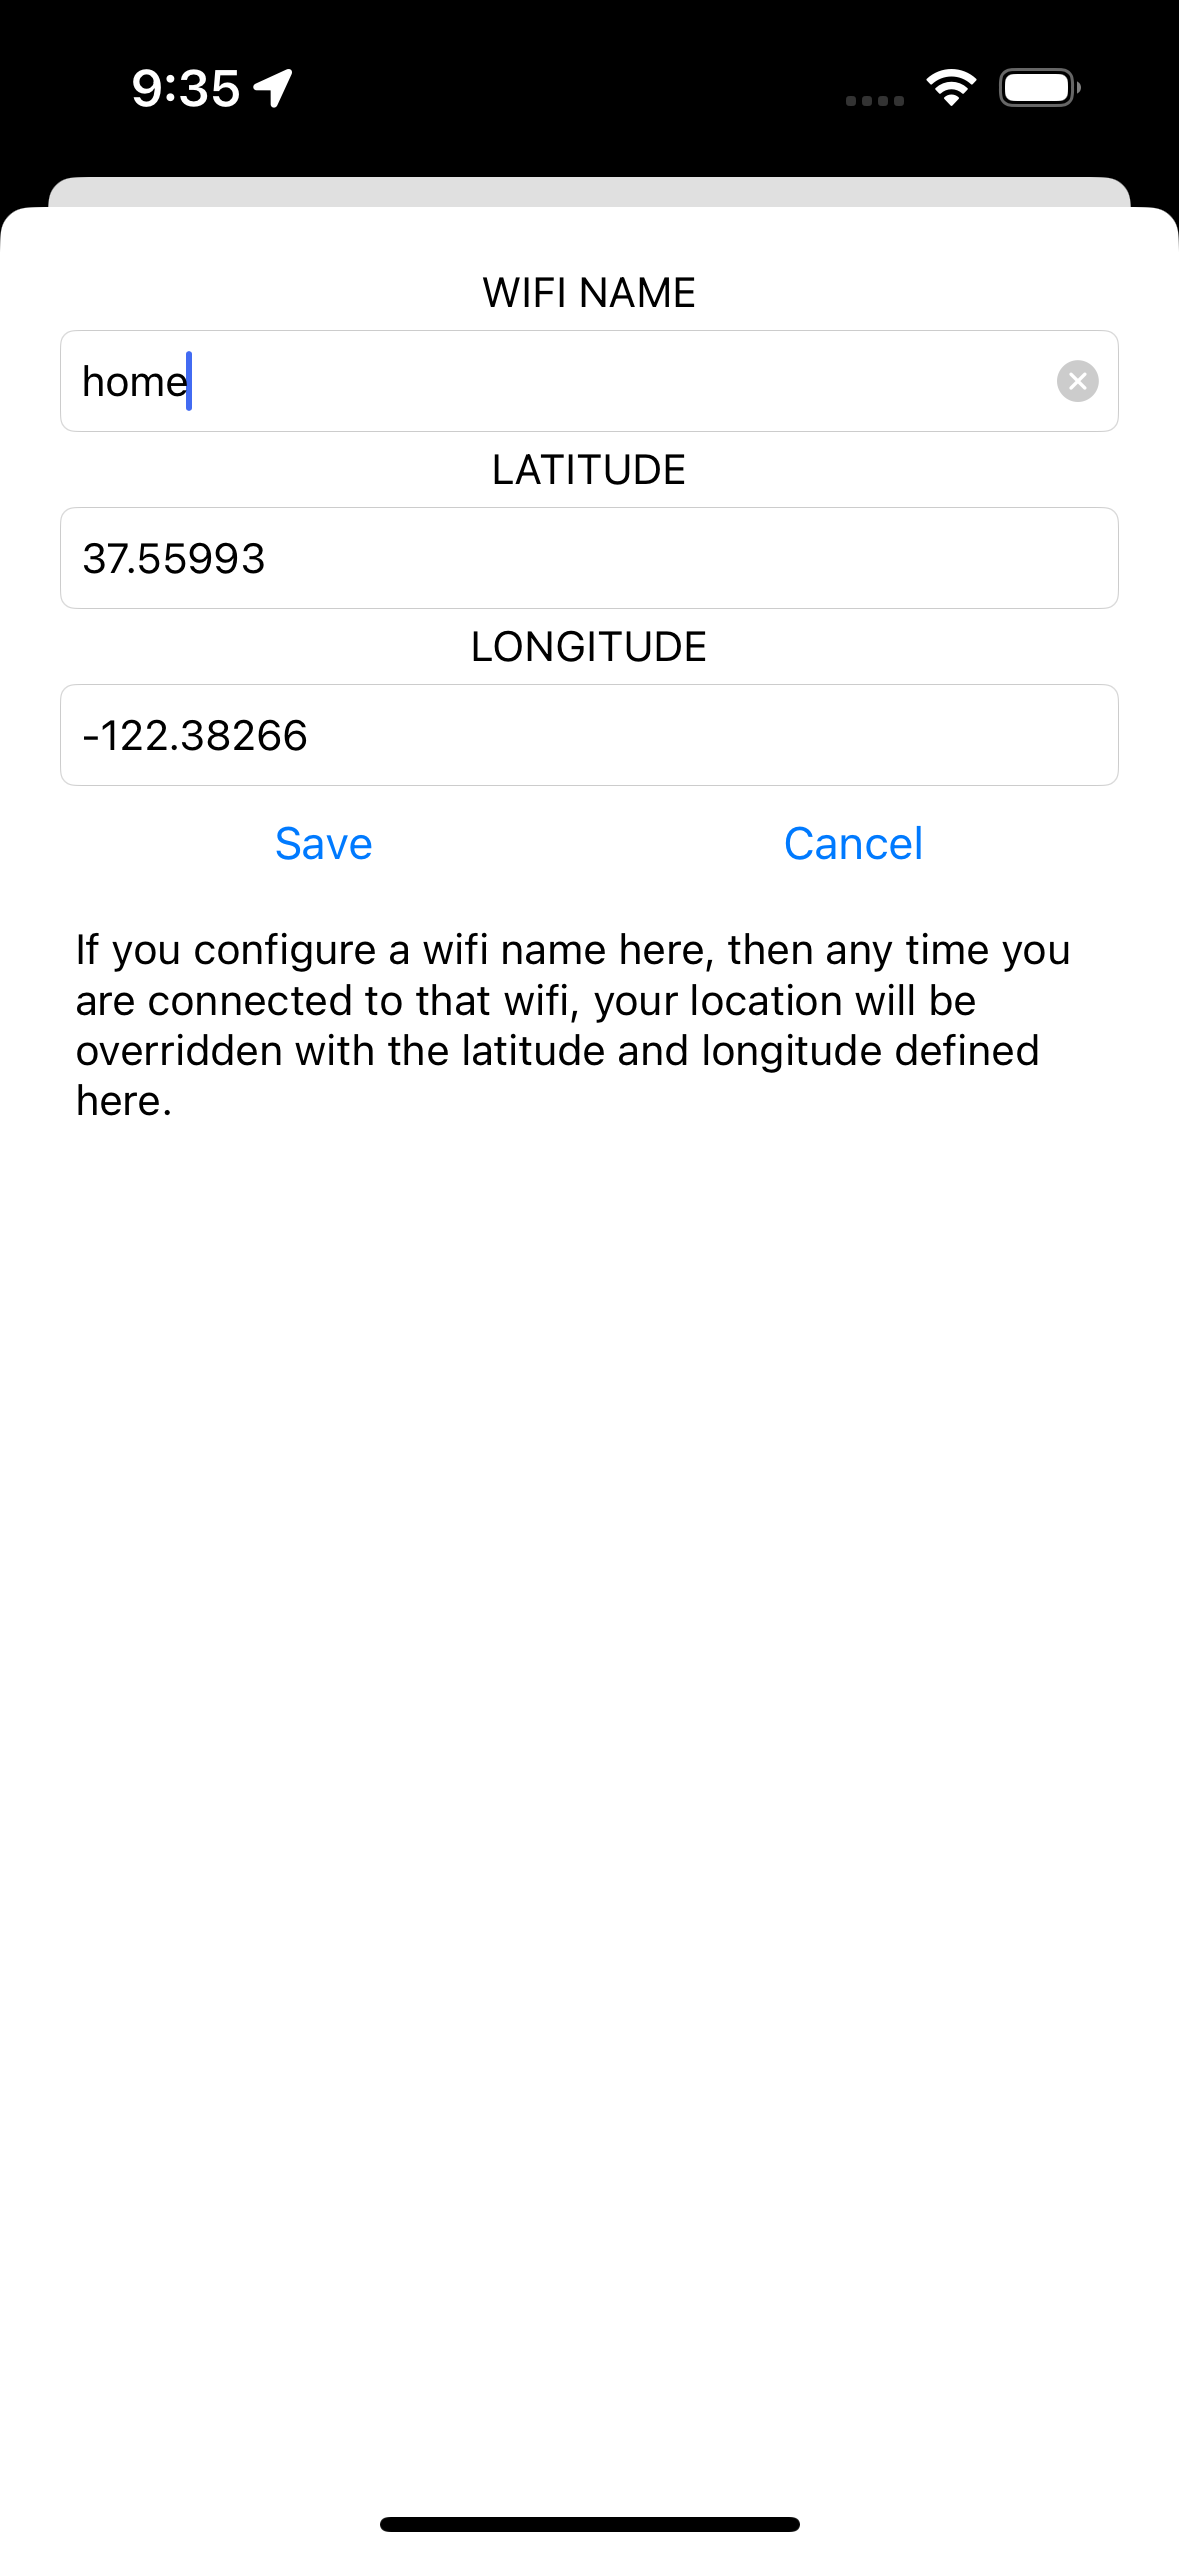 9:35
WIFI NAME
home
LATITUDE
37.55993
LONGITUDE
-122.38266
Save Cancel
If you configure a wifi name here, then any time you
are connected to that wifi, your location will be
overridden with the latitude and longitude defined
here.